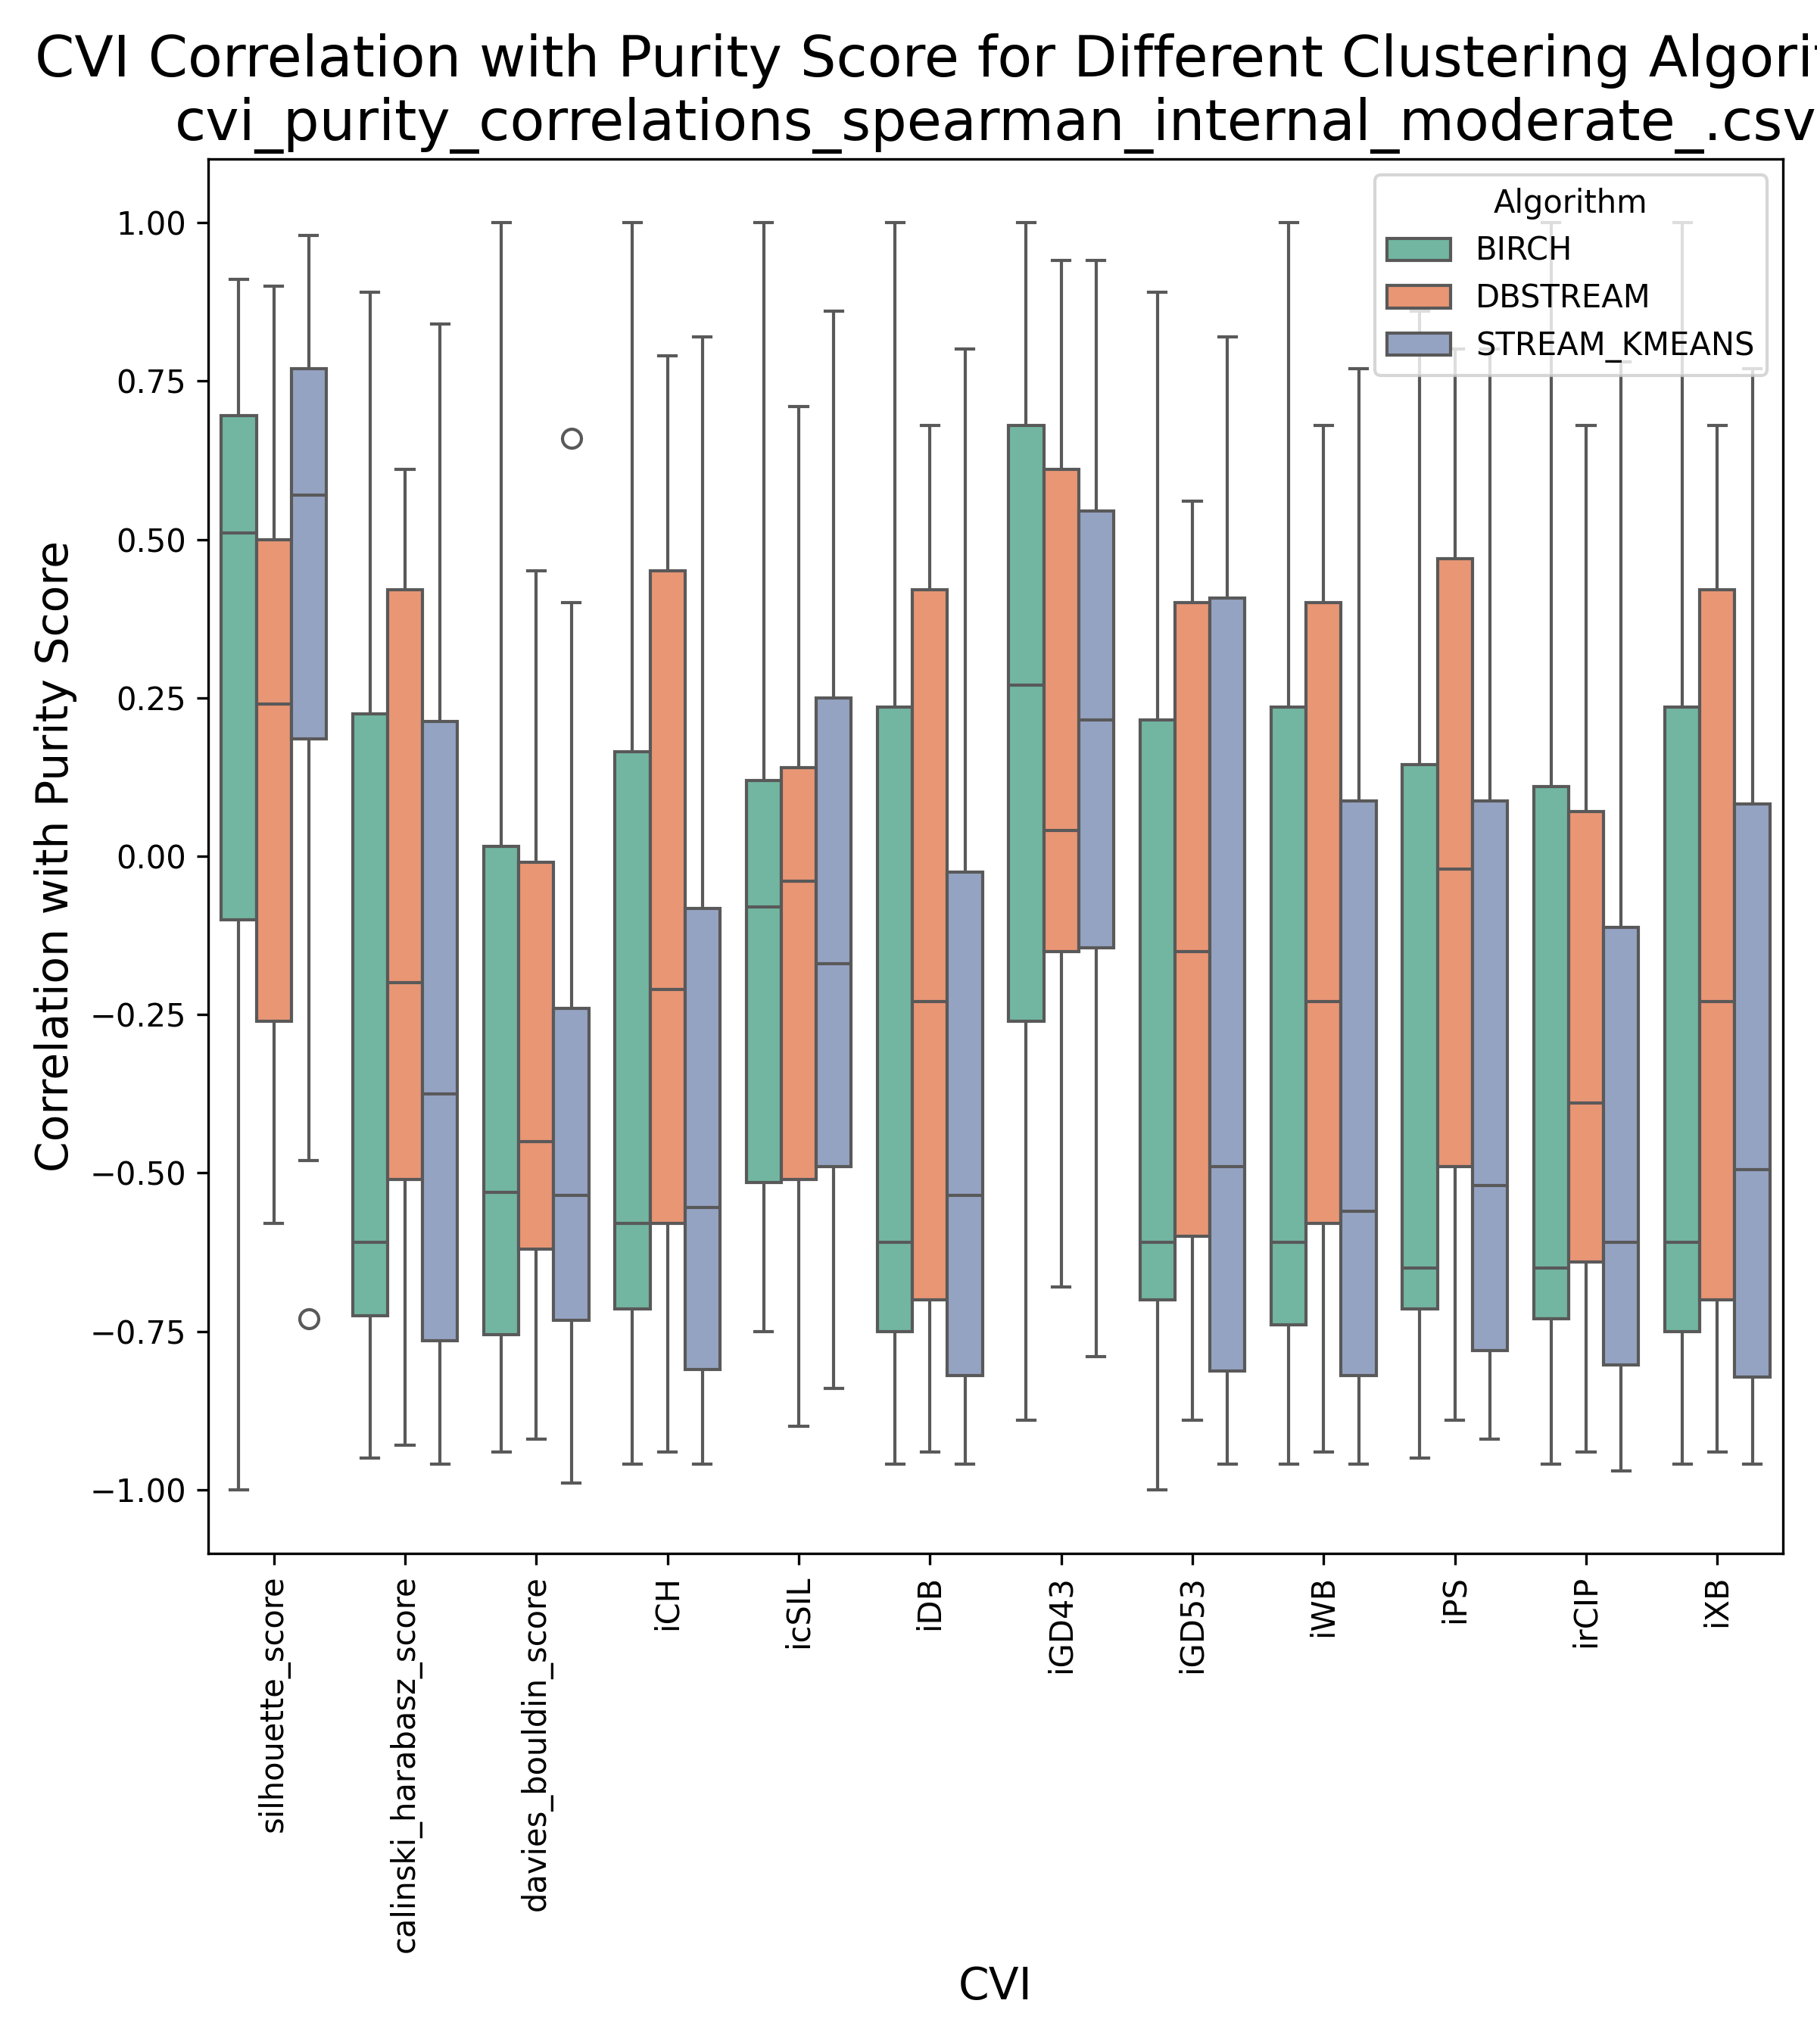 CVI Correlation with Purity Score for Different Clustering Algori
cvi_purity_correlations_spearman_internal_moderate_.csv
Algorithm
BIRCH
DBSTREAM
STREAM_KMEANS
Correlation with Purity Score
1.00
0.75
0.50
0.25
0.00
−0.25
−0.50
−0.75
−1.00
silhouette_score
calinski_harabasz_score
davies_bouldin_score
iCH
icSIL
iDB
iGD43
iGD53
iWB
iPS
irCIP
iXB
CVI